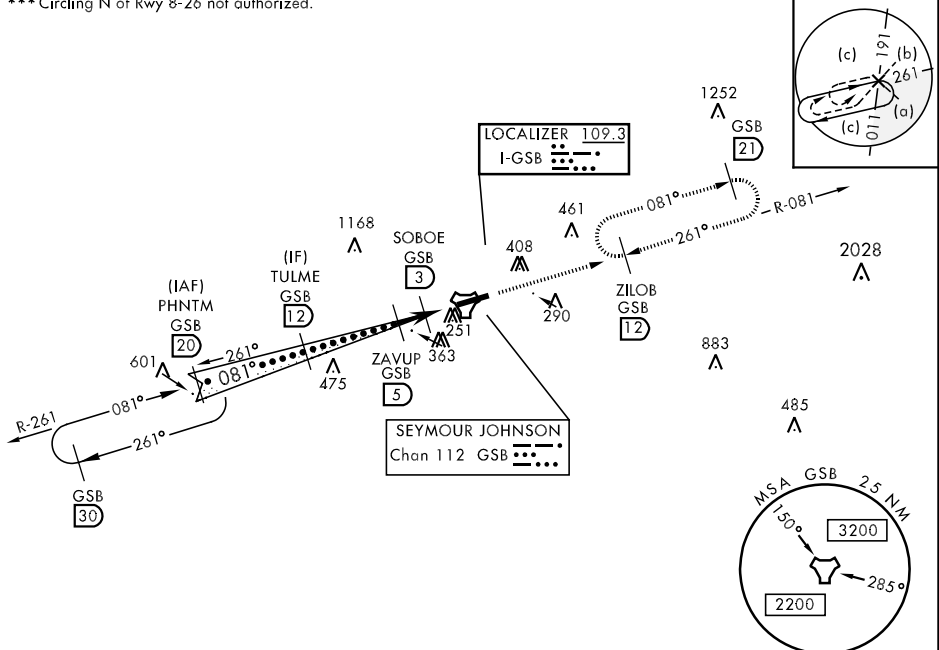 *** Circling N of Rwy 8-26 not authorized.
191
(c)
(b)
261
(a)
(c)
011
1252
GSB
21
LOCALIZER 109.3
I-GSB
081°
R-081
261°
461
1168
408
SOBOE
GSB
3
2028
(IF)
TULME
GSB
12
(IAF)
PHNTM
GSB
20
ZILOB
GSB
12
290
251
363
883
261°
081°
601
475
ZAVUP
GSB
5
485
R-261
081°
261°
SEYMOUR JOHNSON
Chan 112 GSB
GSB
30
MSA GSB 25 NM
150°
3200
285°
2200